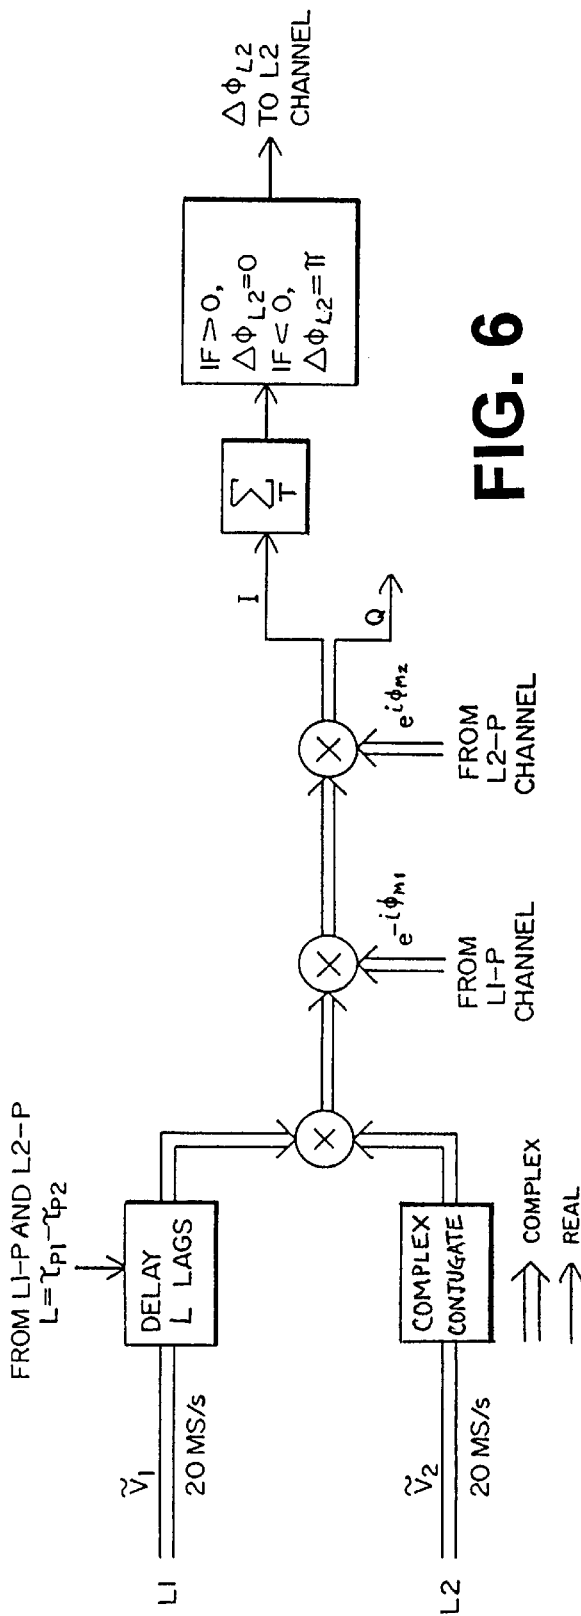 FROM L1-P AND L2-P
L=τ̃P1-τ̃P2
L1
Ṽ1
20 MS/s
DELAY
L LAGS
L2
Ṽ2
20 MS/s
COMPLEX
CONJUGATE
COMPLEX
REAL
×
×
e-iϕM1
FROM
L1-P
CHANNEL
×
eiϕM2
FROM
L2-P
CHANNEL
I
Q
Σ
T
IF>0,
ΔϕL2=0
IF<0,
ΔϕL2=π
ΔϕL2
TO L2
CHANNEL
FIG. 6